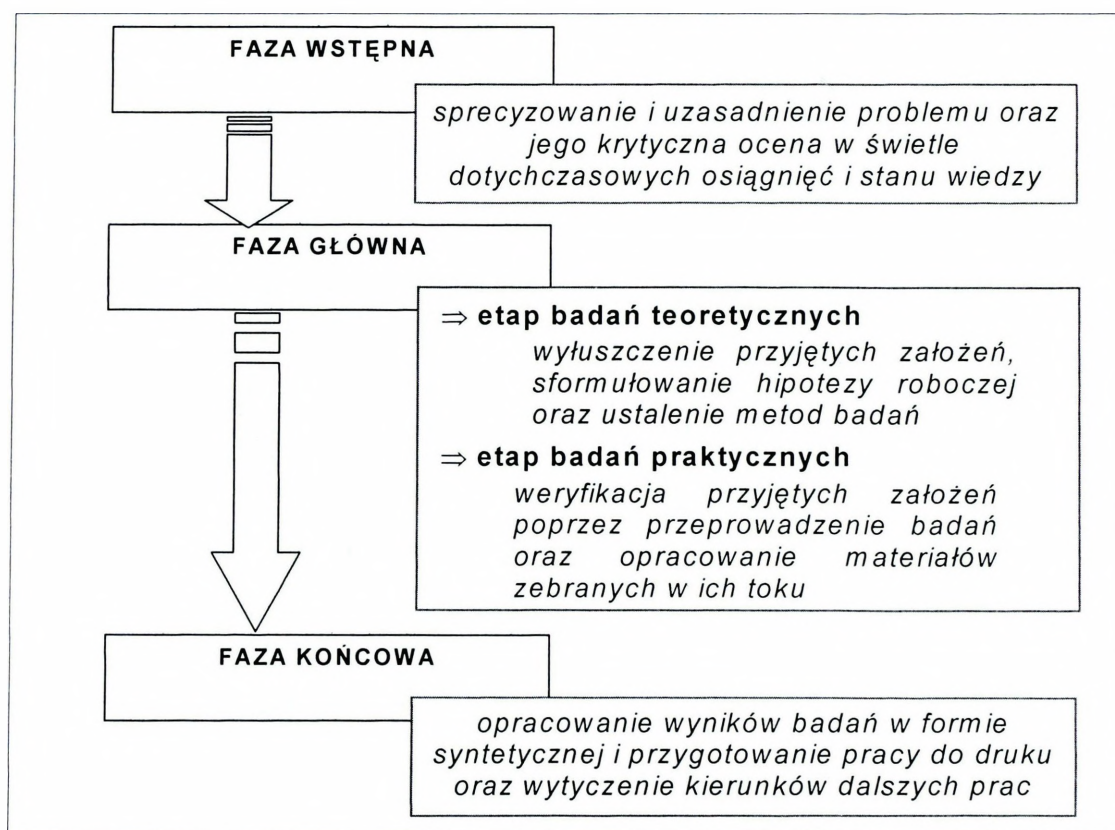 FAZA WSTĘPNA
sprecyzowanie i uzasadnienie problemu oraz
jego krytyczna ocena w świetle
dotychczasowych osiągnięć i stanu wiedzy
FAZA GŁÓWNA
⇒ etap badań teoretycznych
wyłuszczenie przyjętych założeń,
sformułowanie hipotezy roboczej
oraz ustalenie metod badań
⇒ etap badań praktycznych
weryfikacja przyjętych założeń
poprzez przeprowadzenie badań
oraz opracowanie materiałów
zebranych w ich toku
FAZA KOŃCOWA
opracowanie wyników badań w formie
syntetycznej i przygotowanie pracy do druku
oraz wytyczenie kierunków dalszych prac